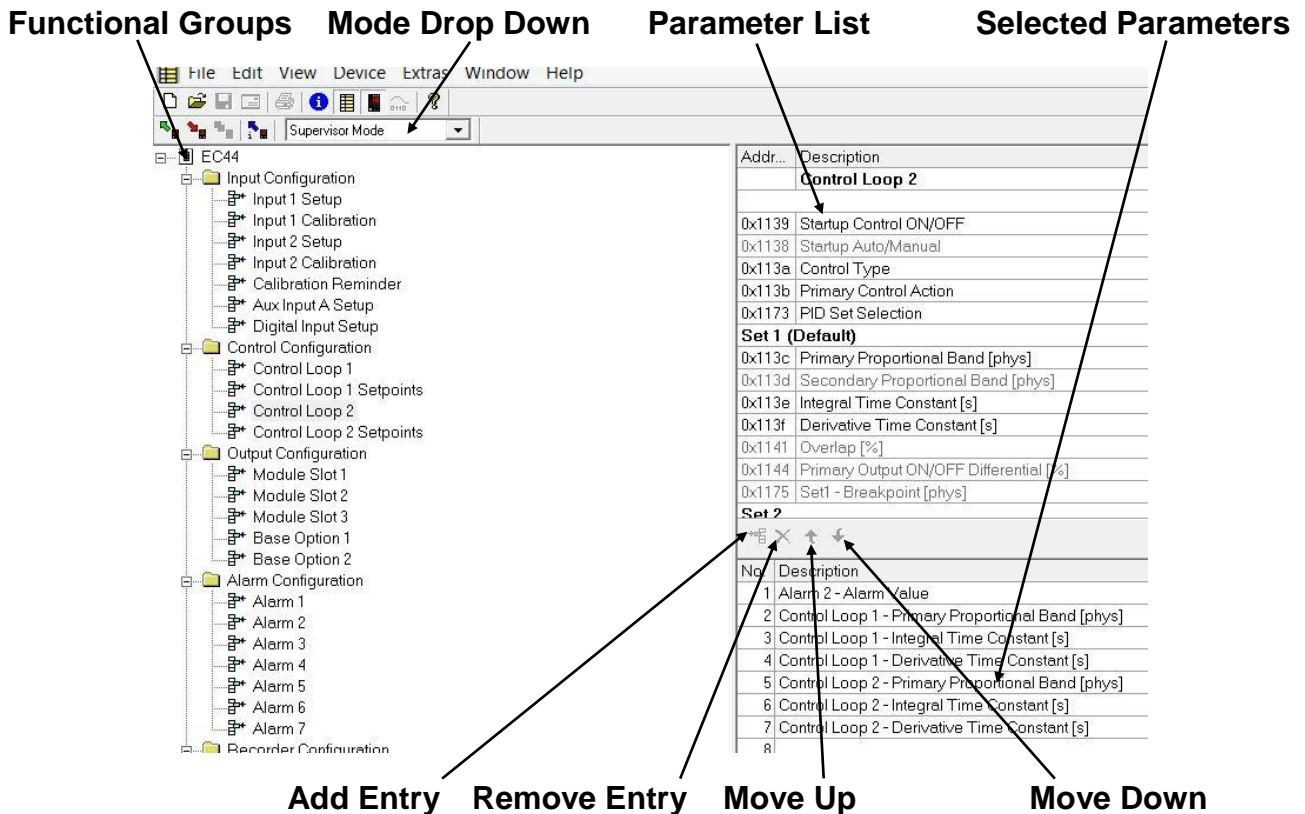 Functional Groups Mode Drop Down Parameter List Selected Parameters
File Edit View Device Extras Window Help
Supervisor Mode
EC44
Input Configuration
Input 1 Setup
Input 1 Calibration
Input 2 Setup
Input 2 Calibration
Calibration Reminder
Aux Input A Setup
Digital Input Setup
Control Configuration
Control Loop 1
Control Loop 1 Setpoints
Control Loop 2
Control Loop 2 Setpoints
Output Configuration
Module Slot 1
Module Slot 2
Module Slot 3
Base Option 1
Base Option 2
Alarm Configuration
Alarm 1
Alarm 2
Alarm 3
Alarm 4
Alarm 5
Alarm 6
Alarm 7
Recorder Configuration
Addr... Description
Control Loop 2
0x1139 Startup Control ON/OFF
0x1138 Startup Auto/Manual
0x113a Control Type
0x113b Primary Control Action
0x1173 PID Set Selection
Set 1 (Default)
0x113c Primary Proportional Band [phys]
0x113d Secondary Proportional Band [phys]
0x113e Integral Time Constant [s]
0x113f Derivative Time Constant [s]
0x1141 Overlap [%]
0x1144 Primary Output ON/OFF Differential [%]
0x1175 Set1 - Breakpoint [phys]
Set 2
No. Description
1 Alarm 2 - Alarm Value
2 Control Loop 1 - Primary Proportional Band [phys]
3 Control Loop 1 - Integral Time Constant [s]
4 Control Loop 1 - Derivative Time Constant [s]
5 Control Loop 2 - Primary Proportional Band [phys]
6 Control Loop 2 - Integral Time Constant [s]
7 Control Loop 2 - Derivative Time Constant [s]
8
Add Entry Remove Entry Move Up Move Down